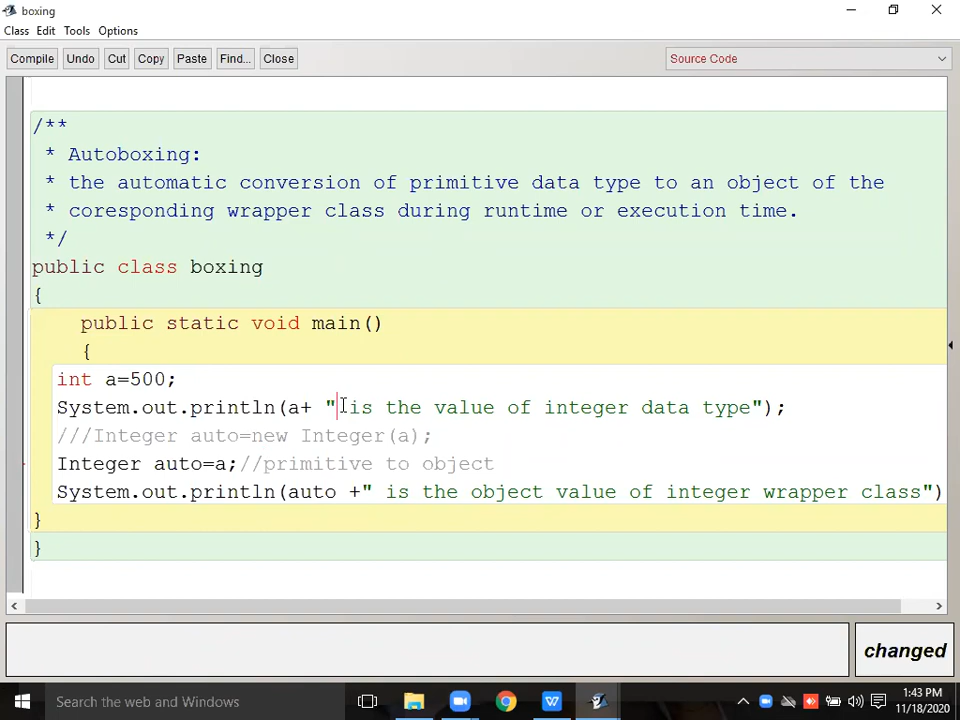 boxing
Class Edit Tools Options
Compile Undo Cut Copy Paste Find... Close Source Code
/**
* Autoboxing:
* the automatic conversion of primitive data type to an object of the
* coresponding wrapper class during runtime or execution time.
*/
public class boxing
{
public static void main()
{
int a=500;
System.out.println(a+ " is the value of integer data type");
///Integer auto=new Integer(a);
Integer auto=a;//primitive to object
System.out.println(auto +" is the object value of integer wrapper class")
}
}
changed
Search the web and Windows
1:43 PM
11/18/2020